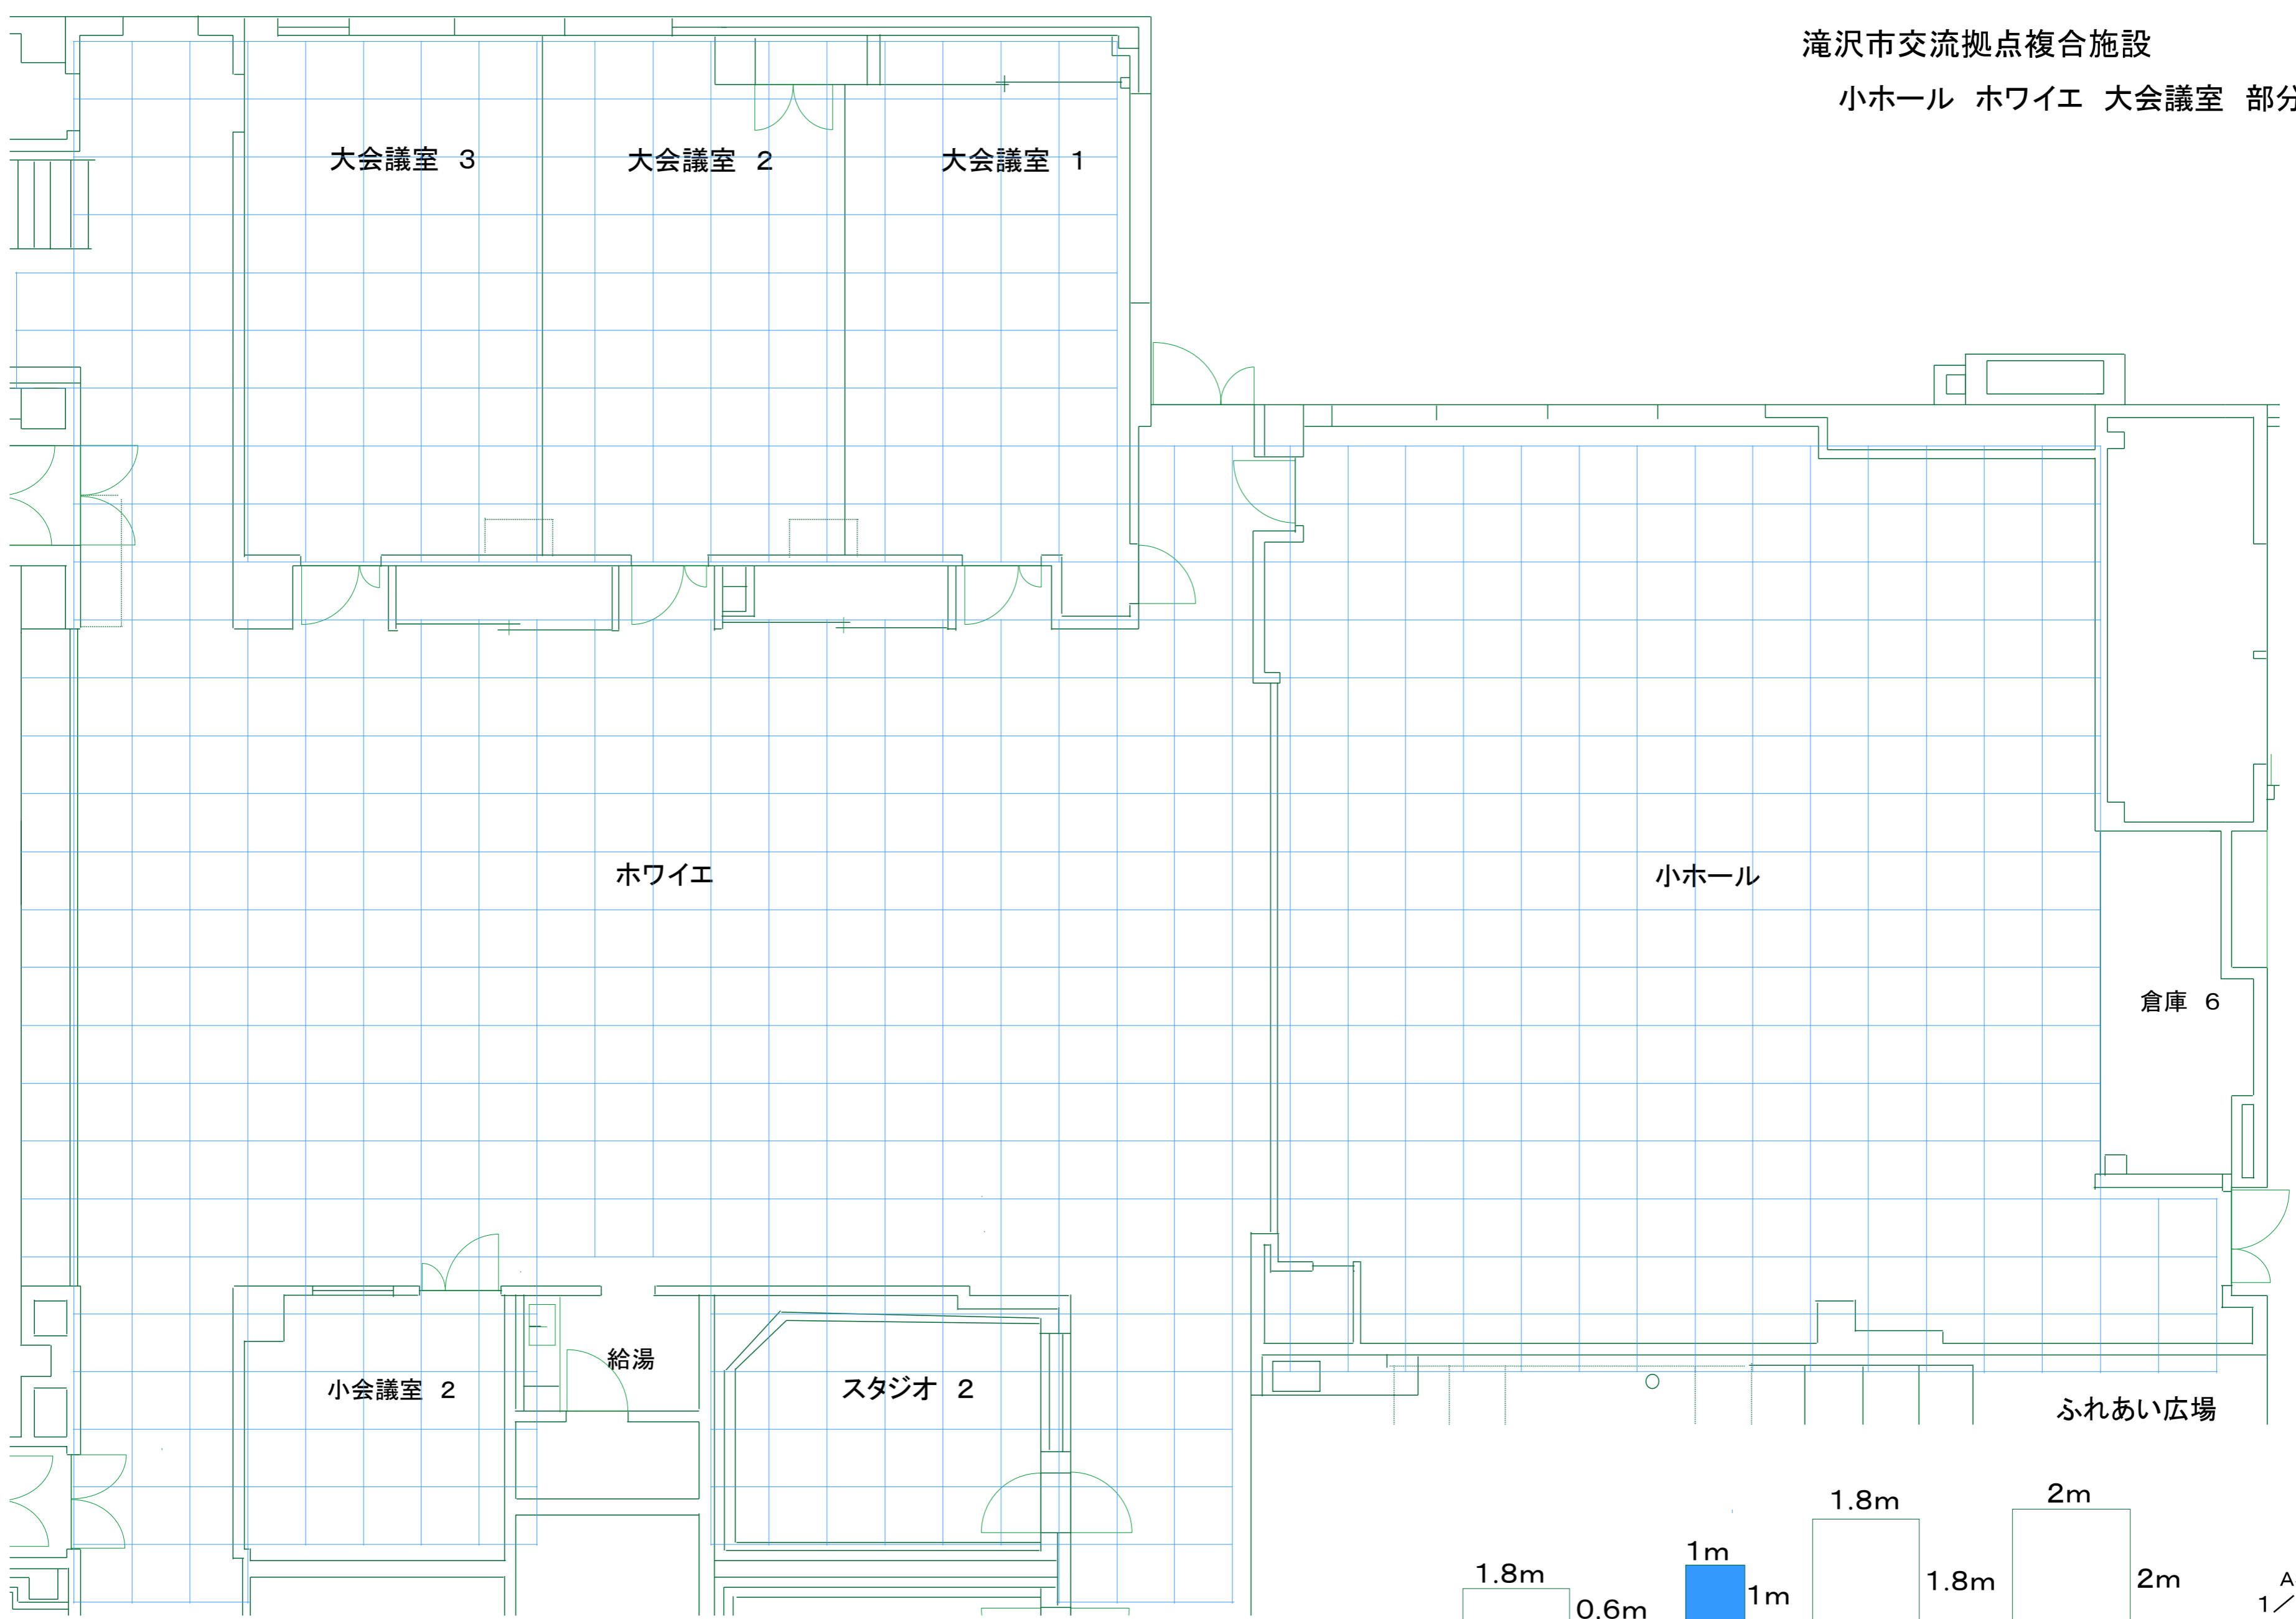 滝沢市交流拠点複合施設
小ホール ホワイエ 大会議室 部分
大会議室 3
大会議室 2
大会議室 1
ホワイエ
小ホール
倉庫 6
給湯
小会議室 2
スタジオ 2
ふれあい広場
1.8m
0.6m
1m
1m
1.8m
1.8m
2m
2m
A
1/